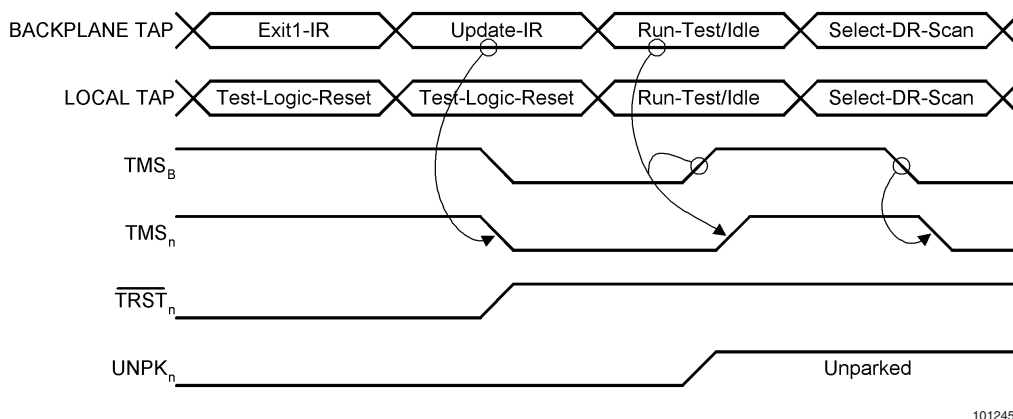 BACKPLANE TAP Exit1-IR Update-IR Run-Test/Idle Select-DR-Scan
LOCAL TAP Test-Logic-Reset Test-Logic-Reset Run-Test/Idle Select-DR-Scan
TMS_B
TMS_n
TRST_n
UNPK_n Unparked
101245